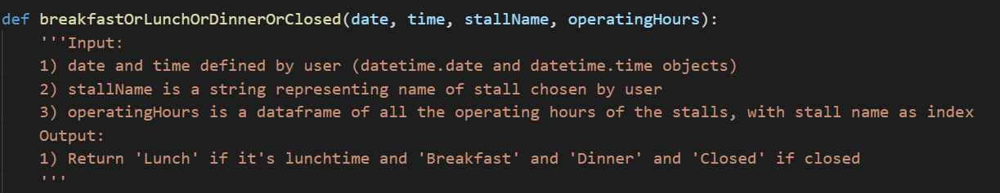 def breakfastOrLunchOrDinnerOrClosed(date, time, stallName, operatingHours):
    '''Input:
    1) date and time defined by user (datetime.date and datetime.time objects)
    2) stallName is a string representing name of stall chosen by user
    3) operatingHours is a dataframe of all the operating hours of the stalls, with stall name as index
    Output:
    1) Return 'Lunch' if it's lunchtime and 'Breakfast' and 'Dinner' and 'Closed' if closed
    '''